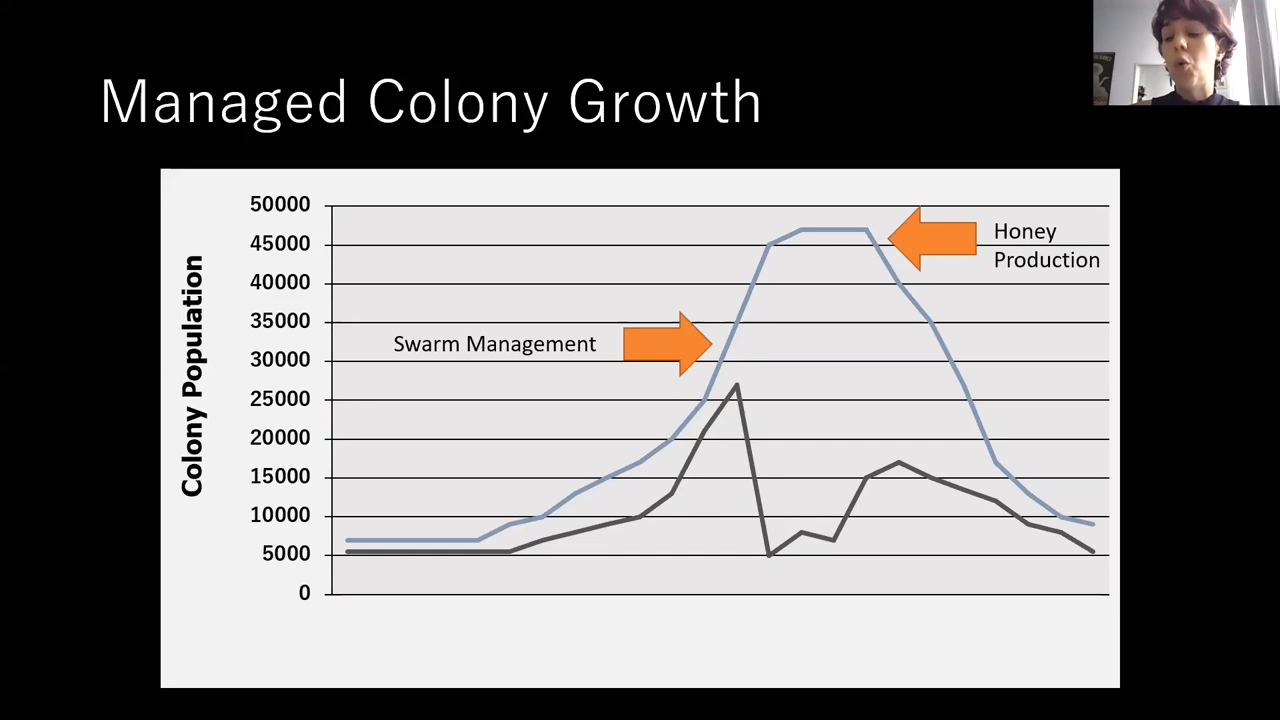 Managed Colony Growth
Colony Population
50000
45000
40000
35000
30000
25000
20000
15000
10000
5000
0
Swarm Management
Honey
Production